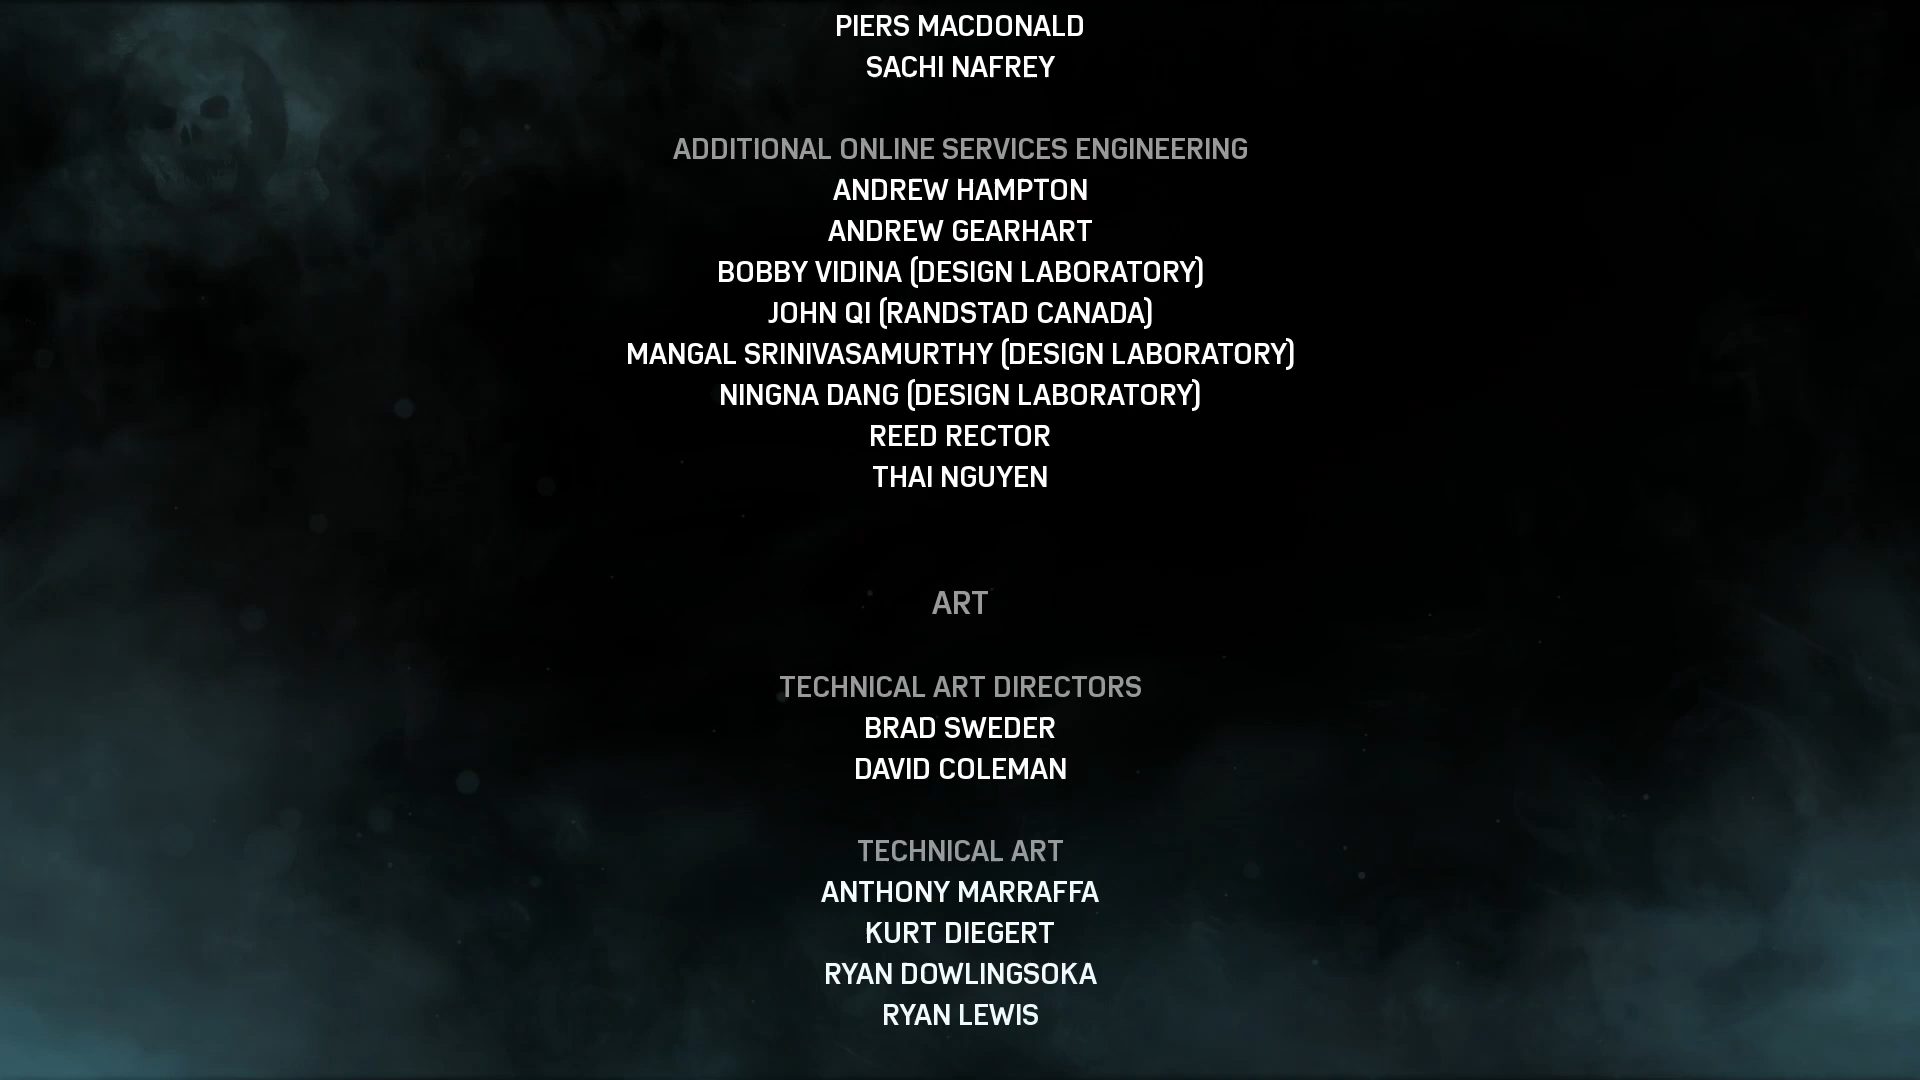 PIERS MACDONALD
SACHI NAFREY
ADDITIONAL ONLINE SERVICES ENGINEERING
ANDREW HAMPTON
ANDREW GEARHART
BOBBY VIDINA (DESIGN LABORATORY)
JOHN QI (RANDSTAD CANADA)
MANGAL SRINIVASAMURTHY (DESIGN LABORATORY)
NINGNA DANG (DESIGN LABORATORY)
REED RECTOR
THAI NGUYEN
ART
TECHNICAL ART DIRECTORS
BRAD SWEDER
DAVID COLEMAN
TECHNICAL ART
ANTHONY MARRAFFA
KURT DIEGERT
RYAN DOWLINGSOKA
RYAN LEWIS